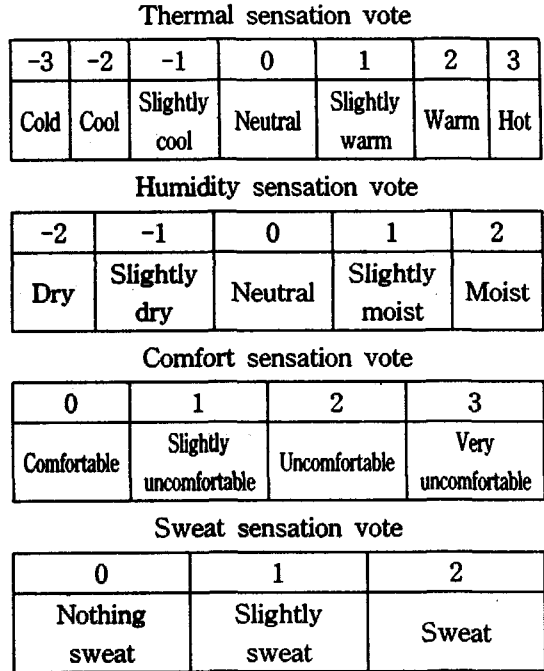 Thermal sensation vote
-3 -2 -1 0 1 2 3
Cold Cool Slightly cool Neutral Slightly warm Warm Hot
Humidity sensation vote
-2 -1 0 1 2
Dry Slightly dry Neutral Slightly moist Moist
Comfort sensation vote
0 1 2 3
Comfortable Slightly uncomfortable Uncomfortable Very uncomfortable
Sweat sensation vote
0 1 2
Nothing sweat Slightly sweat Sweat